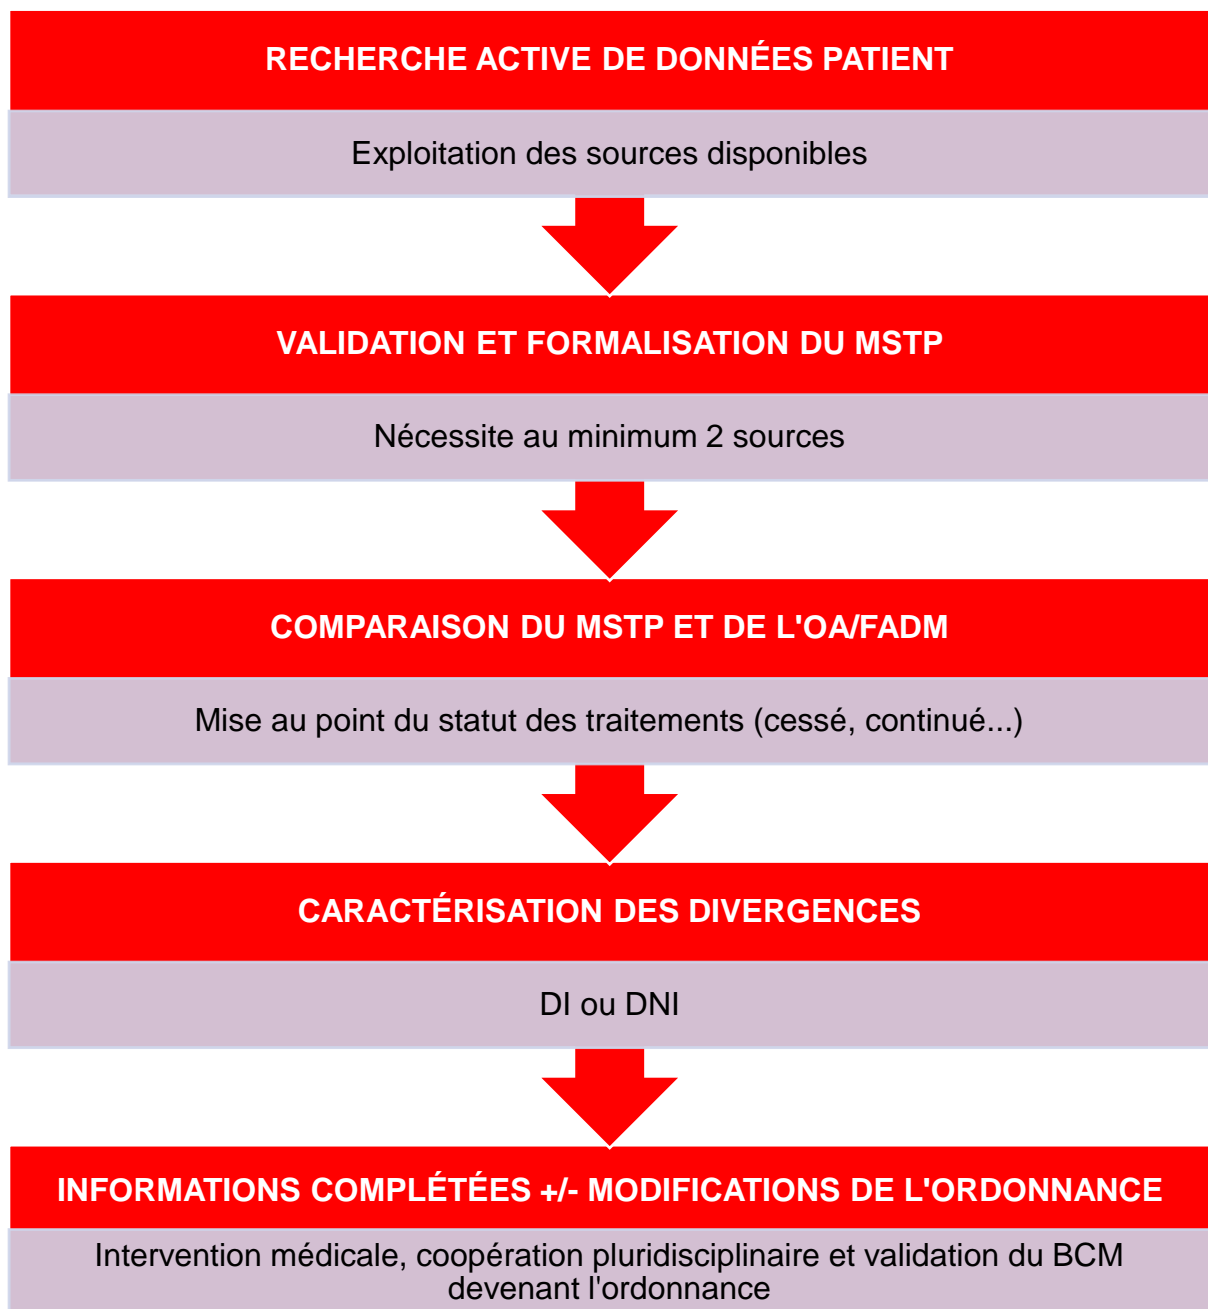 RECHERCHE ACTIVE DE DONNÉES PATIENT
Exploitation des sources disponibles
VALIDATION ET FORMALISATION DU MSTP
Nécessite au minimum 2 sources
COMPARAISON DU MSTP ET DE L'OA/FADM
Mise au point du statut des traitements (cessé, continué...)
CARACTÉRISATION DES DIVERGENCES
DI ou DNI
INFORMATIONS COMPLÉTÉES +/- MODIFICATIONS DE L'ORDONNANCE
Intervention médicale, coopération pluridisciplinaire et validation du BCM
devenant l'ordonnance